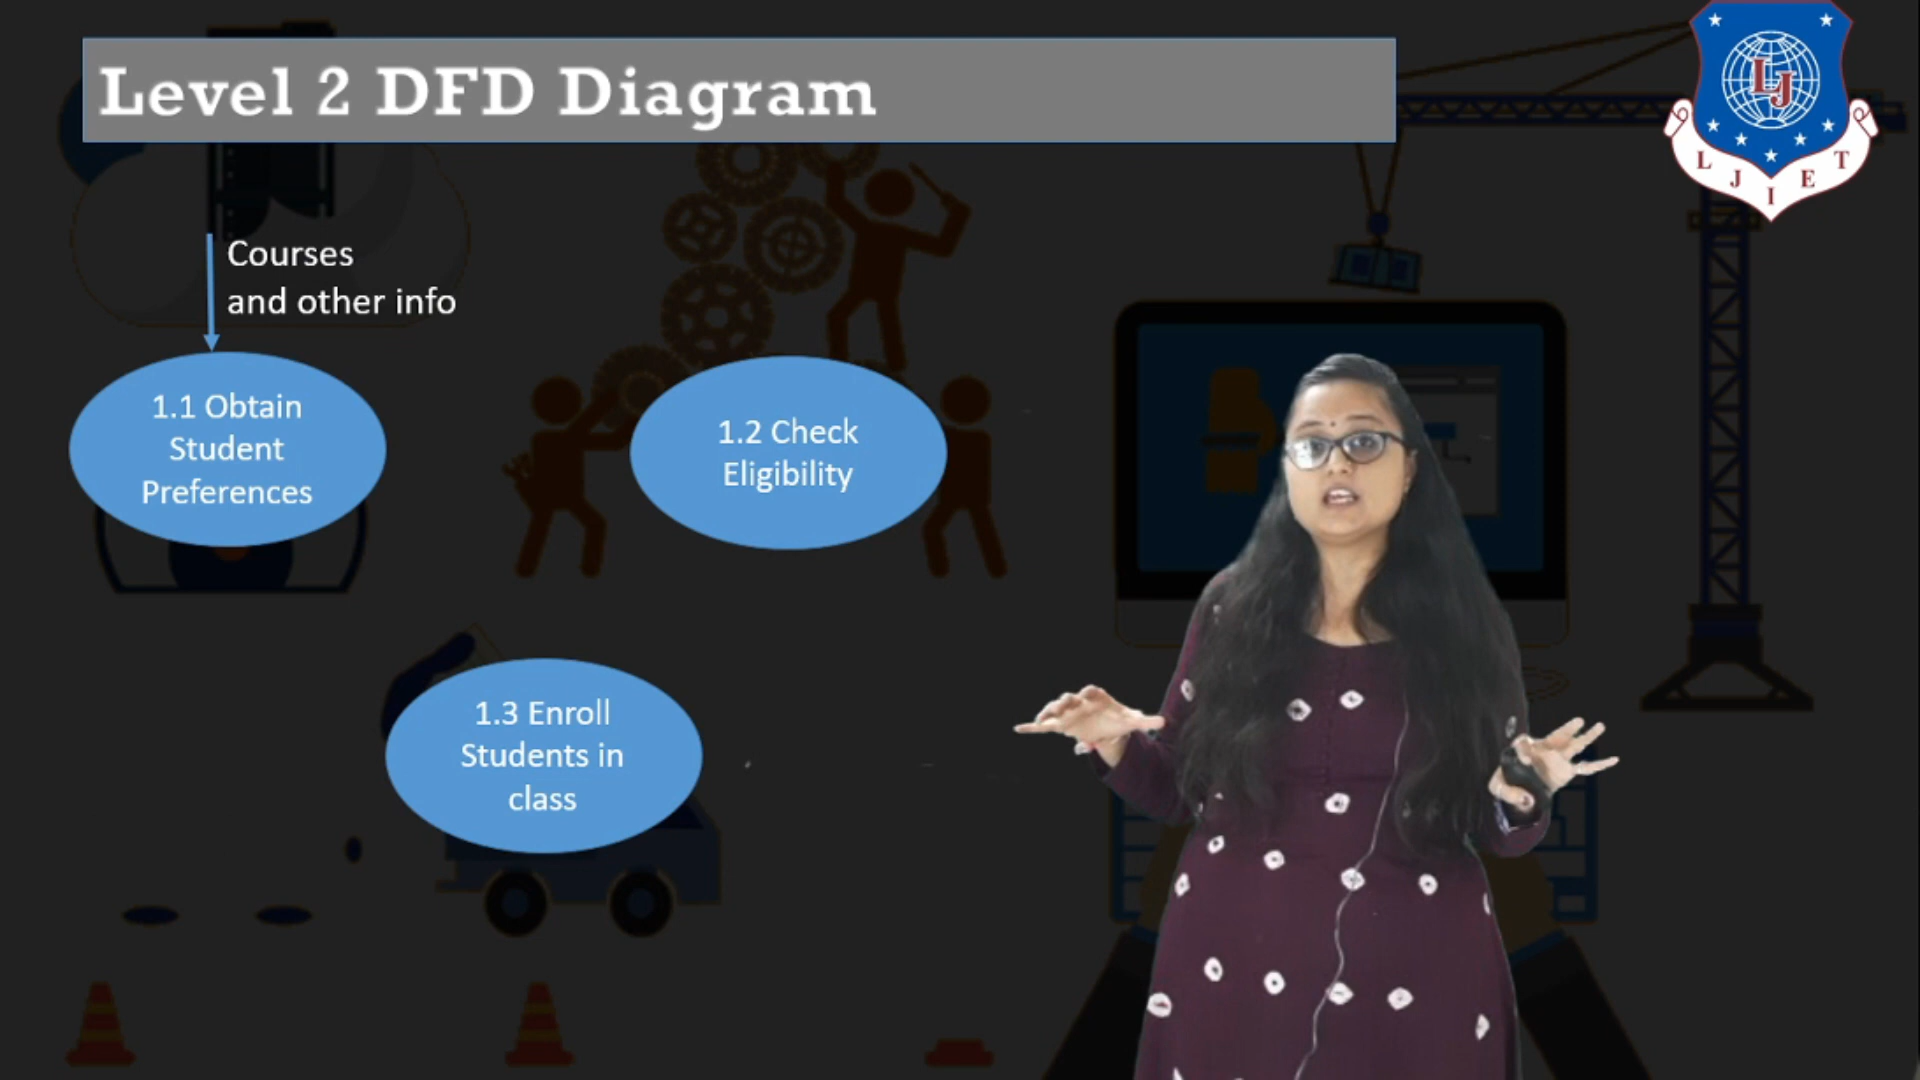 Level 2 DFD Diagram
LJ
L J I E T
Courses
and other info
1.1 Obtain
Student
Preferences
1.2 Check
Eligibility
1.3 Enroll
Students in
class